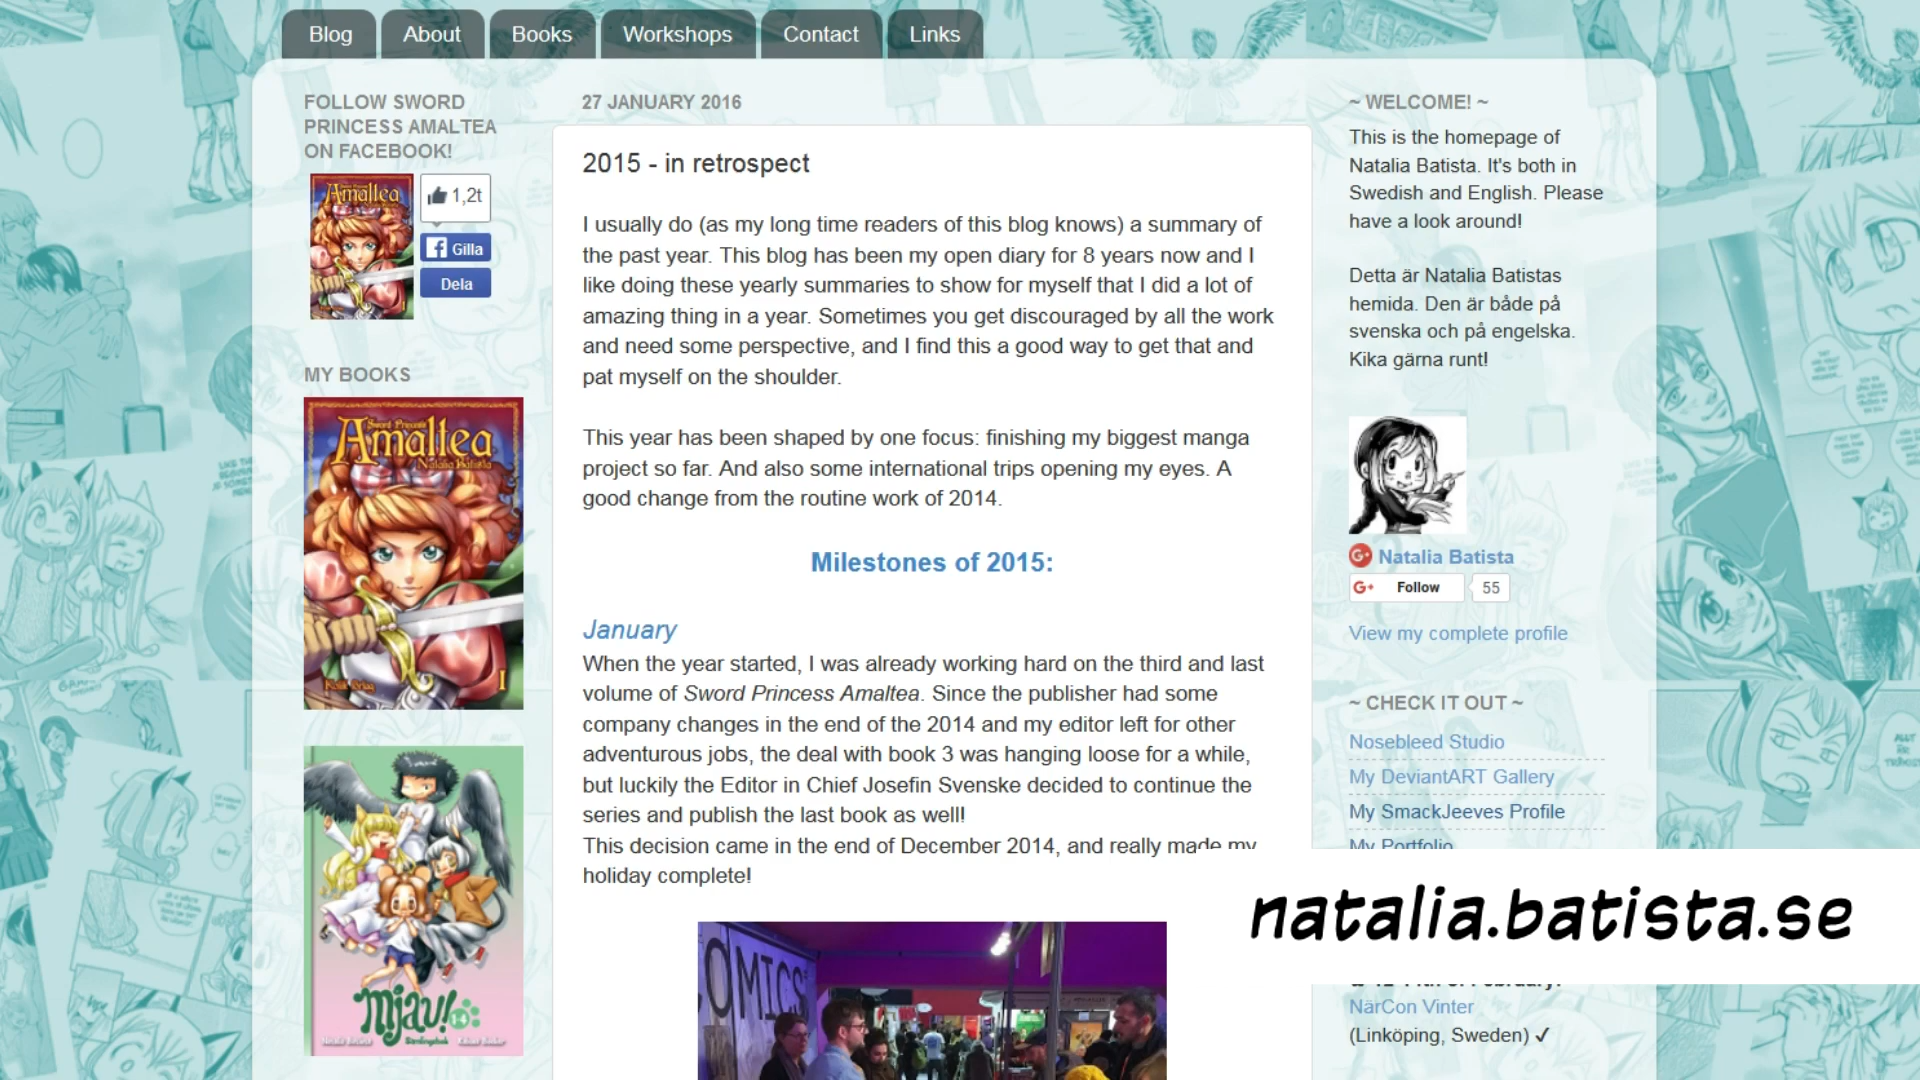 Blog
About
Books
Workshops
Contact
Links
FOLLOW SWORD
PRINCESS AMALTEA
ON FACEBOOK!
Sword Princess
Amaltea
1,2t
Gilla
Dela
MY BOOKS
Sword Princess
Amaltea
Natalia Batista
I
Mjau!
27 JANUARY 2016
2015 - in retrospect
I usually do (as my long time readers of this blog knows) a summary of
the past year. This blog has been my open diary for 8 years now and I
like doing these yearly summaries to show for myself that I did a lot of
amazing thing in a year. Sometimes you get discouraged by all the work
and need some perspective, and I find this a good way to get that and
pat myself on the shoulder.
This year has been shaped by one focus: finishing my biggest manga
project so far. And also some international trips opening my eyes. A
good change from the routine work of 2014.
Milestones of 2015:
January
When the year started, I was already working hard on the third and last
volume of Sword Princess Amaltea. Since the publisher had some
company changes in the end of the 2014 and my editor left for other
adventurous jobs, the deal with book 3 was hanging loose for a while,
but luckily the Editor in Chief Josefin Svenske decided to continue the
series and publish the last book as well!
This decision came in the end of December 2014, and really made my
holiday complete!
OMICS
~ WELCOME! ~
This is the homepage of
Natalia Batista. It's both in
Swedish and English. Please
have a look around!
Detta är Natalia Batistas
hemida. Den är både på
svenska och på engelska.
Kika gärna runt!
G+ Natalia Batista
G+ Follow 55
View my complete profile
~ CHECK IT OUT ~
Nosebleed Studio
My DeviantART Gallery
My SmackJeeves Profile
My Portfolio
natalia.batista.se
NärCon Vinter
(Linköping, Sweden) ✓